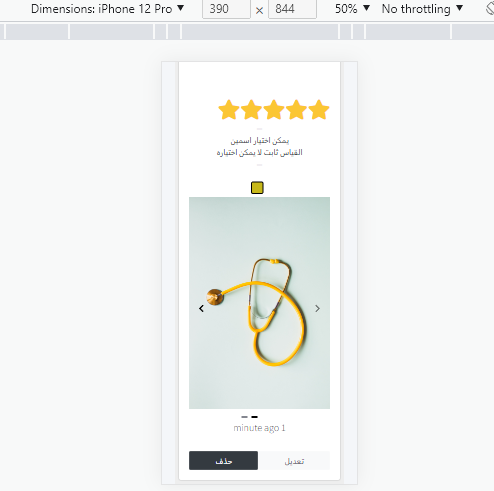 Dimensions: iPhone 12 Pro ▼ 390 × 844 50% ▼ No throttling ▼
يمكن اختيار اسمين
القياس ثابت لا يمكن اختياره
minute ago 1
حذف تعديل